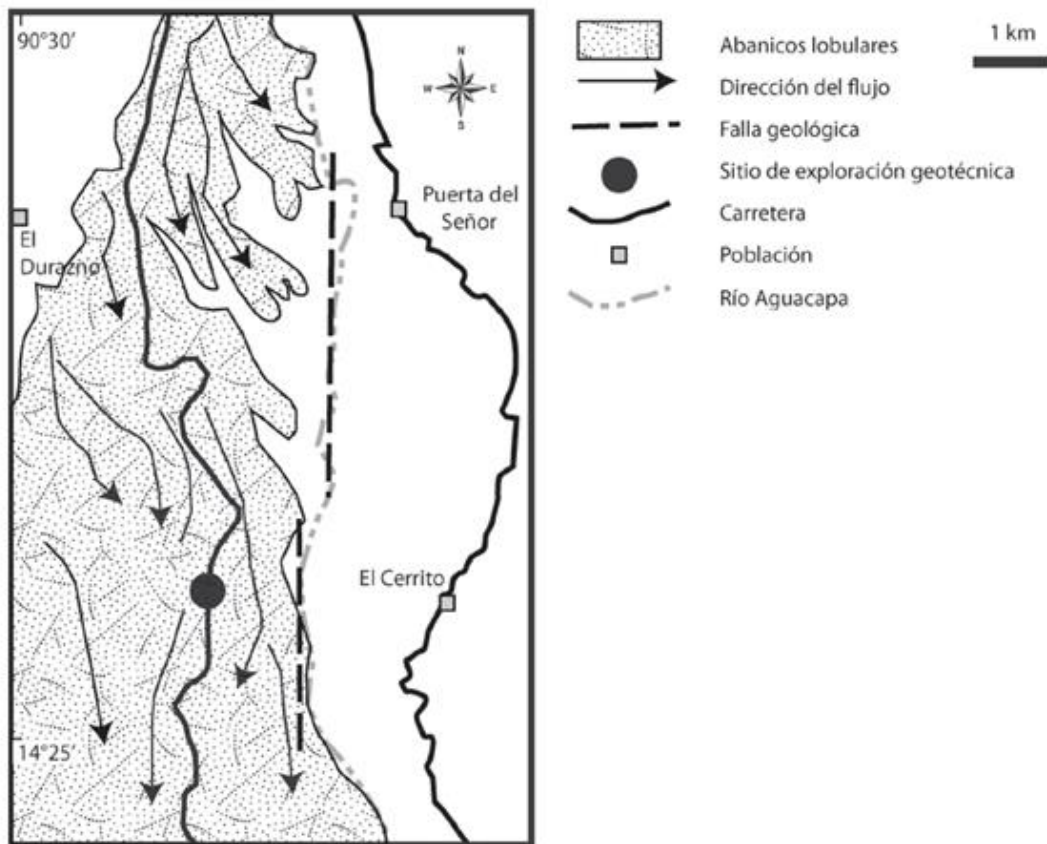 90°30'
N
W E
S
Puerta del
Señor
El
Durazno
El Cerrito
14°25'
Abanicos lobulares
1 km
Dirección del flujo
Falla geológica
Sitio de exploración geotécnica
Carretera
Población
Río Aguacapa